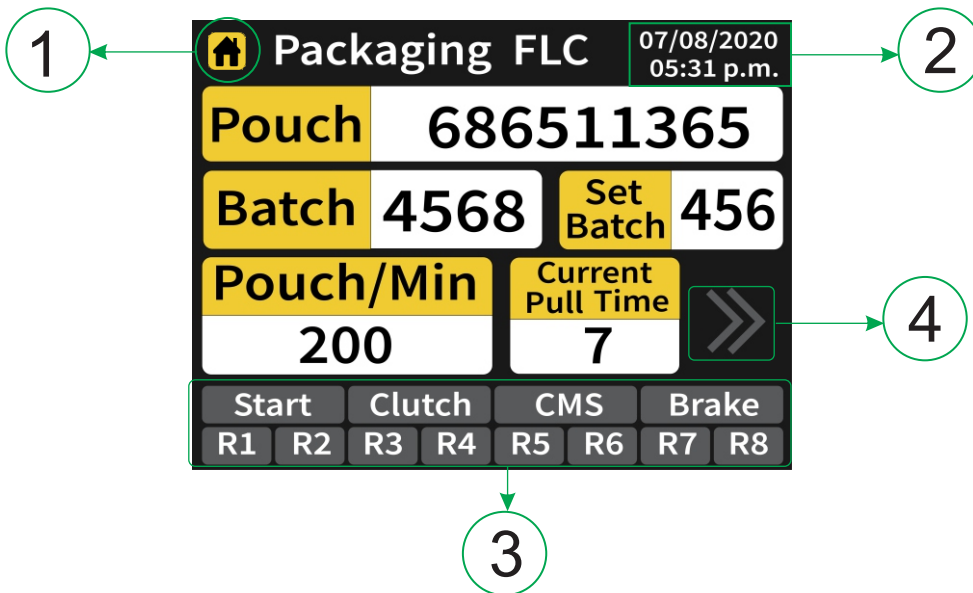 1
Packaging FLC
07/08/2020
05:31 p.m.
2
Pouch 686511365
Batch 4568
Set
Batch
456
Pouch/Min
200
Current
Pull Time
7
4
Start Clutch CMS Brake
R1 R2 R3 R4 R5 R6 R7 R8
3